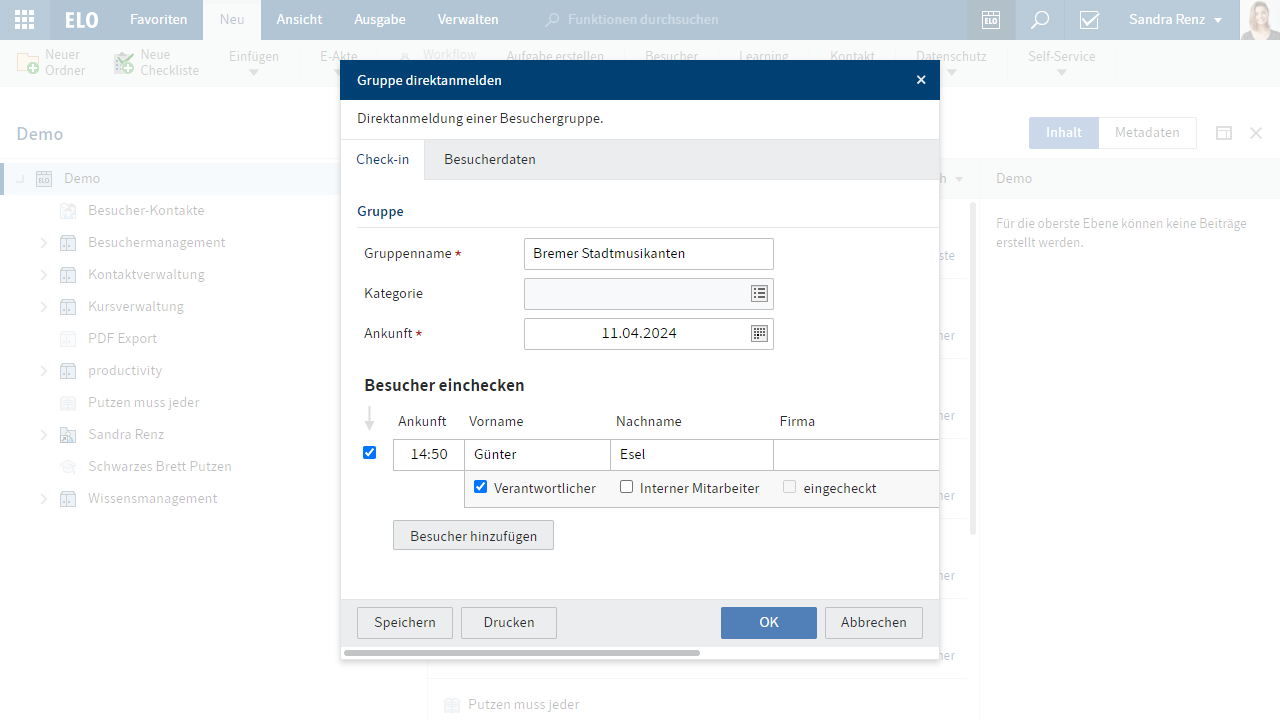 ELO Favoriten Neu Ansicht Ausgabe Verwalten Funktionen durchsuchen ELO Sandra Renz
Neuer Ordner
Neue Checkliste
Einfügen E-Akte Workflow Aufgabe erstellen Besucher Learning Kontakt Datenschutz Self-Service
Gruppe direktanmelden
Direktanmeldung einer Besuchergruppe.
Check-in Besucherdaten
Gruppe
Gruppenname *
Bremer Stadtmusikanten
Kategorie
Ankunft *
11.04.2024
Besucher einchecken
Ankunft Vorname Nachname Firma
14:50 Günter Esel
Verantwortlicher Interner Mitarbeiter eingecheckt
Besucher hinzufügen
Speichern Drucken OK Abbrechen
Demo
ELO Demo
Besucher-Kontakte
Besuchermanagement
Kontaktverwaltung
Kursverwaltung
PDF Export
productivity
Putzen muss jeder
Sandra Renz
Schwarzes Brett Putzen
Wissensmanagement
Putzen muss jeder
Inhalt Metadaten
Demo
Für die oberste Ebene können keine Beiträge
erstellt werden.